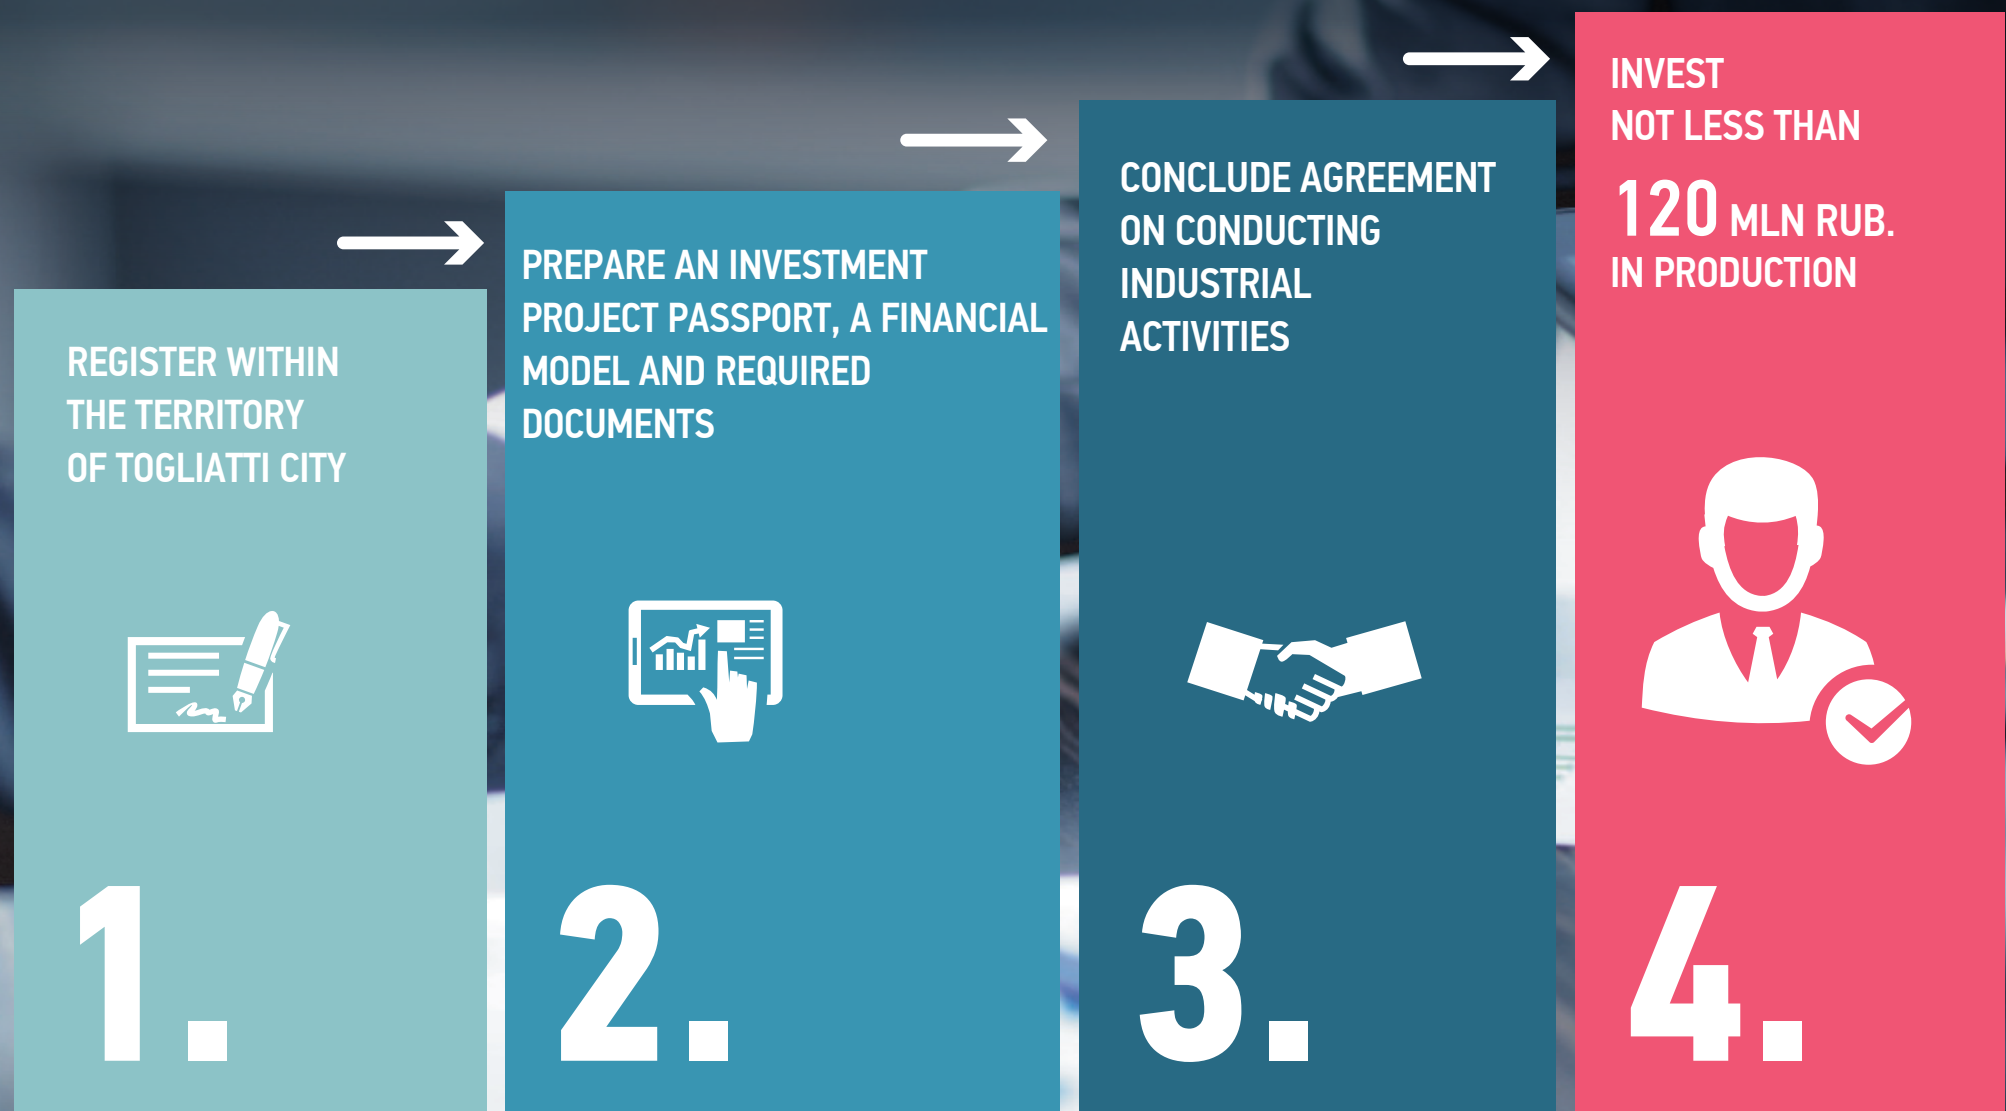 REGISTER WITHIN
THE TERRITORY
OF TOGLIATTI CITY
1.
PREPARE AN INVESTMENT
PROJECT PASSPORT, A FINANCIAL
MODEL AND REQUIRED
DOCUMENTS
2.
CONCLUDE AGREEMENT
ON CONDUCTING
INDUSTRIAL
ACTIVITIES
3.
INVEST
NOT LESS THAN
120 MLN RUB.
IN PRODUCTION
4.